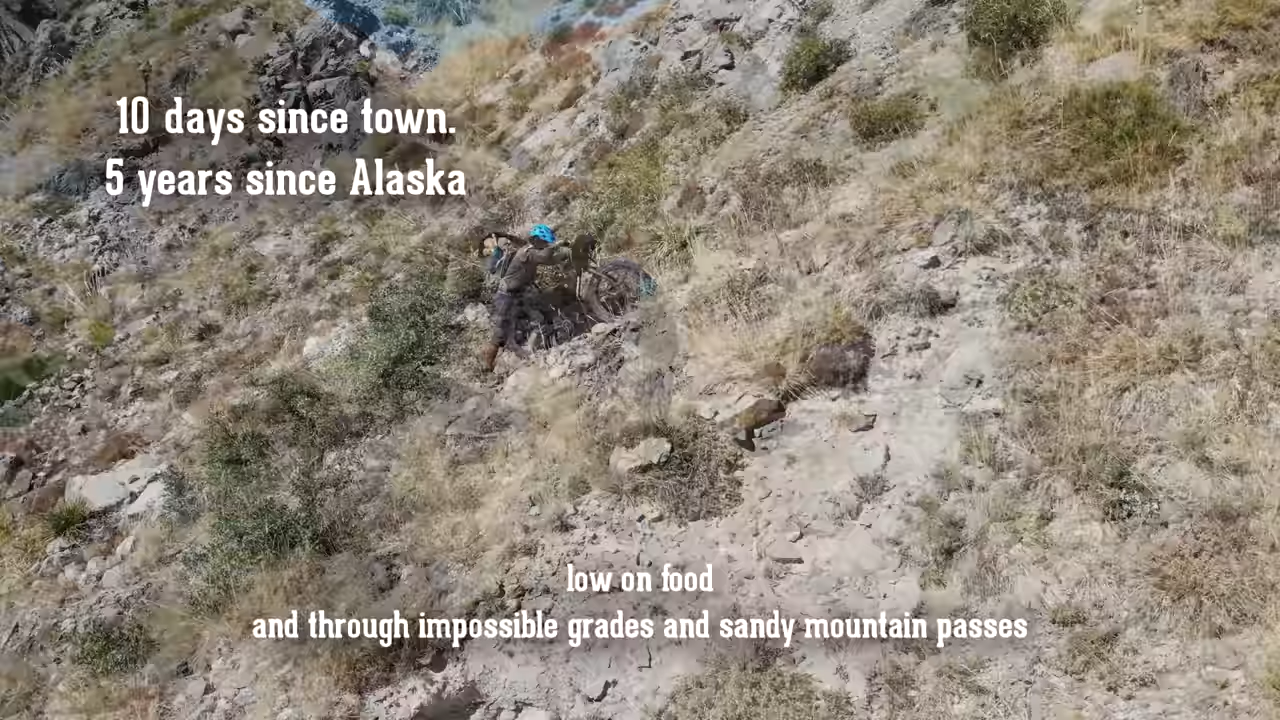 10 days since town.
5 years since Alaska
low on food
and through impossible grades and sandy mountain passes